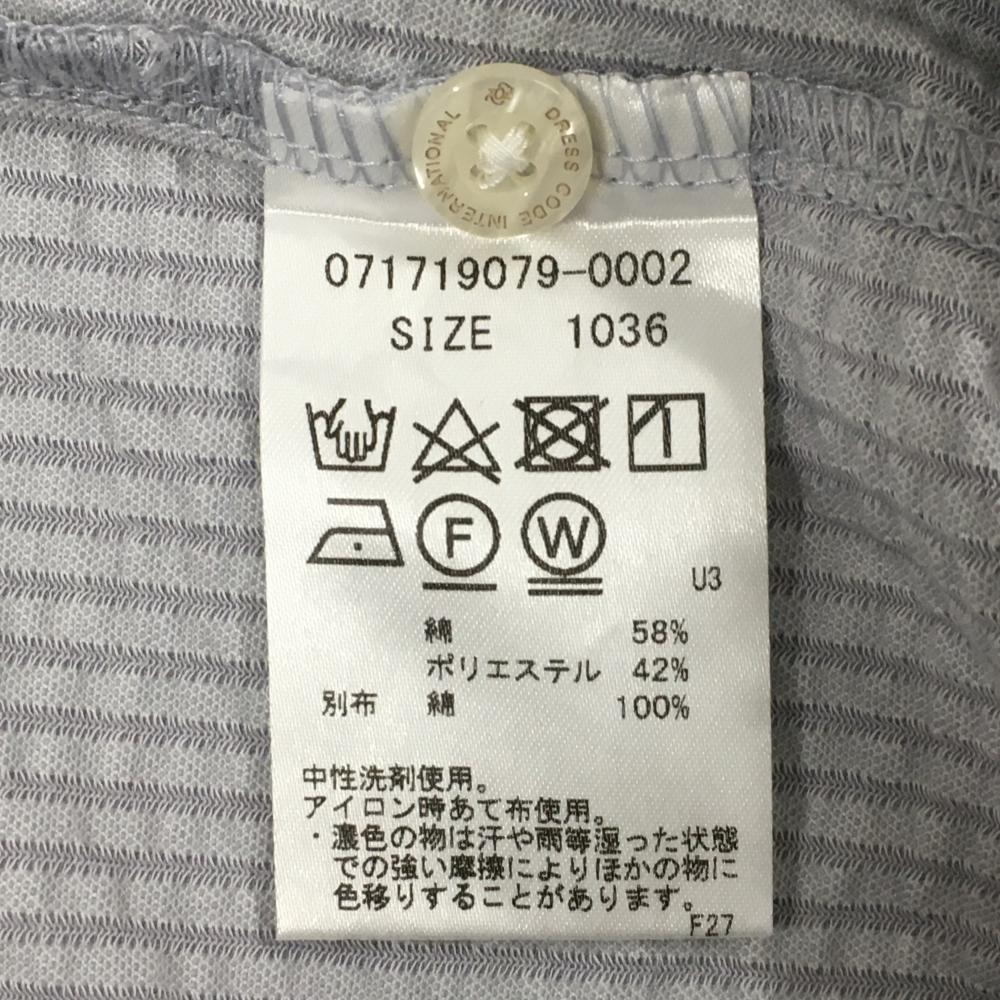 DRESS CODE INTERNATIONAL
071719079-0002
SIZE 1036
F W
U3
綿 58%
ポリエステル 42%
別布 綿 100%
中性洗剤使用。
アイロン時あて布使用。
・濃色の物は汗や雨等湿った状態
での強い摩擦によりほかの物に
色移りすることがあります。
F27